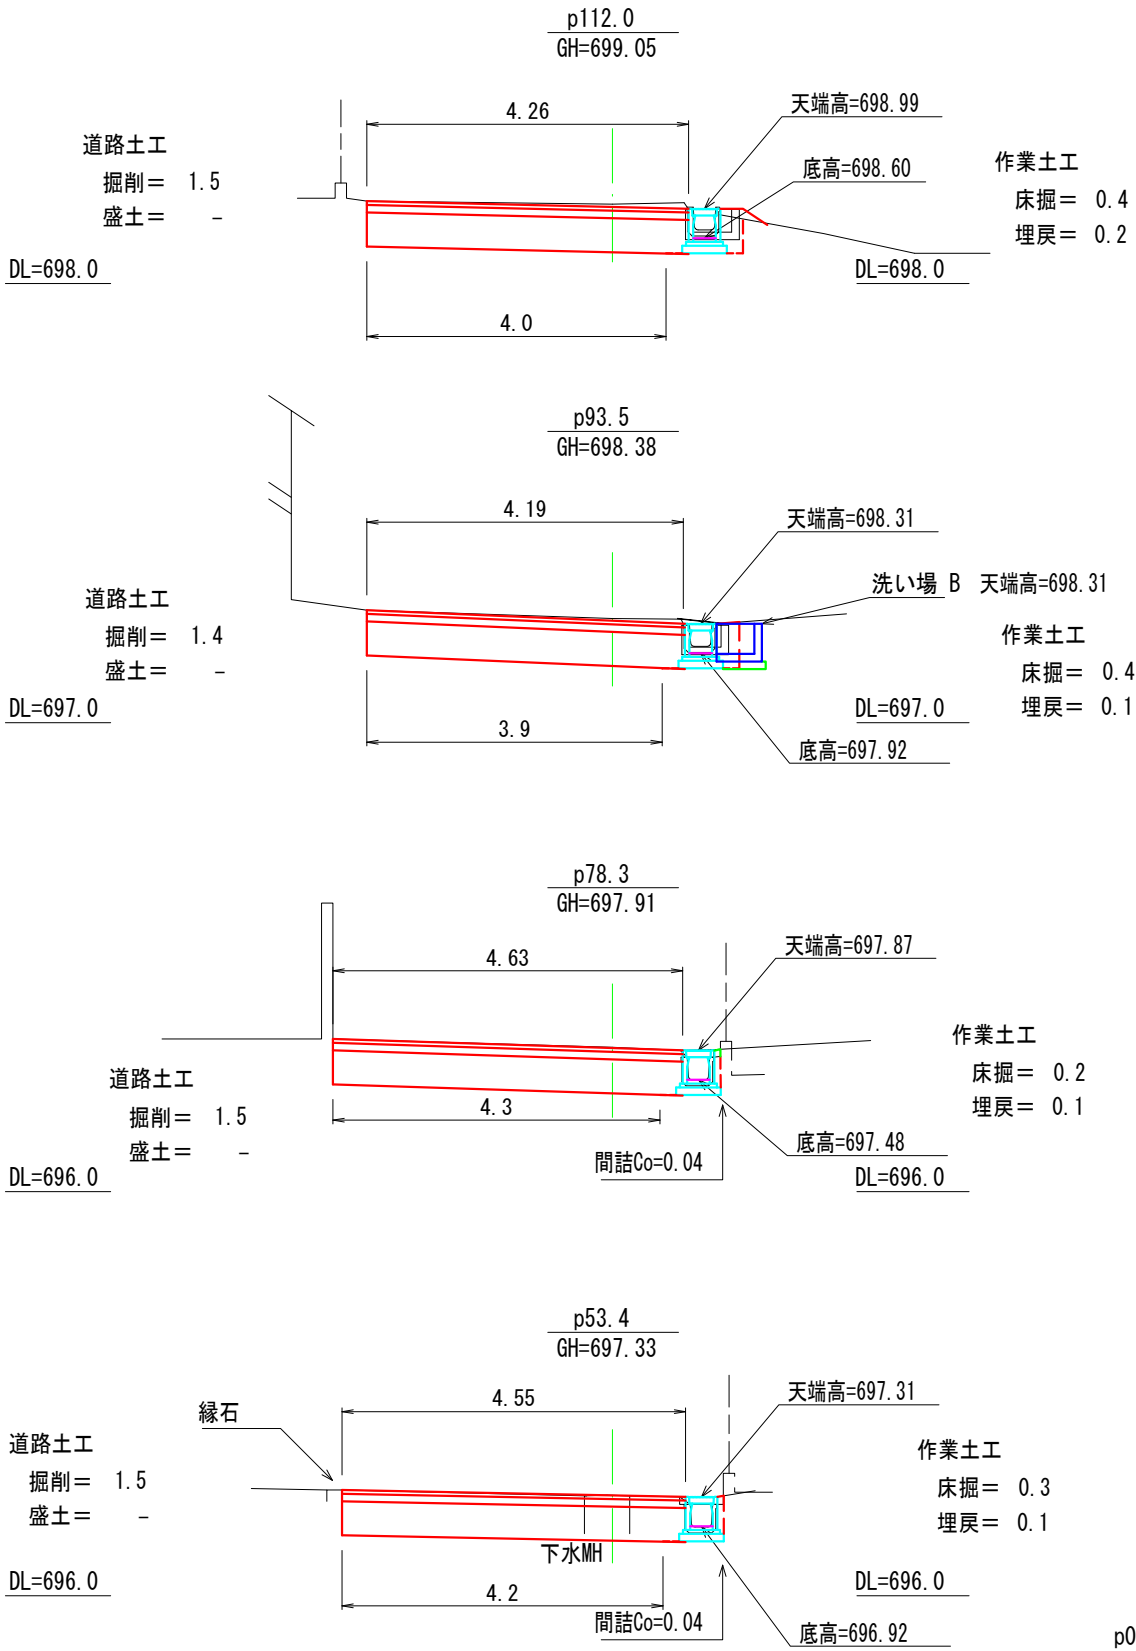 p112.0
GH=699.05
天端高=698.99
4.26
道路土工
掘削= 1.5
盛土= -
底高=698.60
作業土工
床掘= 0.4
埋戻= 0.2
DL=698.0
DL=698.0
4.0
p93.5
GH=698.38
4.19
天端高=698.31
洗い場 B 天端高=698.31
道路土工
掘削= 1.4
盛土= -
作業土工
床掘= 0.4
埋戻= 0.1
DL=697.0
DL=697.0
3.9
底高=697.92
p78.3
GH=697.91
4.63
天端高=697.87
道路土工
掘削= 1.5
盛土= -
作業土工
床掘= 0.2
埋戻= 0.1
4.3
底高=697.48
間詰Co=0.04
DL=696.0
DL=696.0
p53.4
GH=697.33
4.55
天端高=697.31
縁石
道路土工
掘削= 1.5
盛土= -
作業土工
床掘= 0.3
埋戻= 0.1
下水MH
DL=696.0
DL=696.0
4.2
間詰Co=0.04
底高=696.92
p0